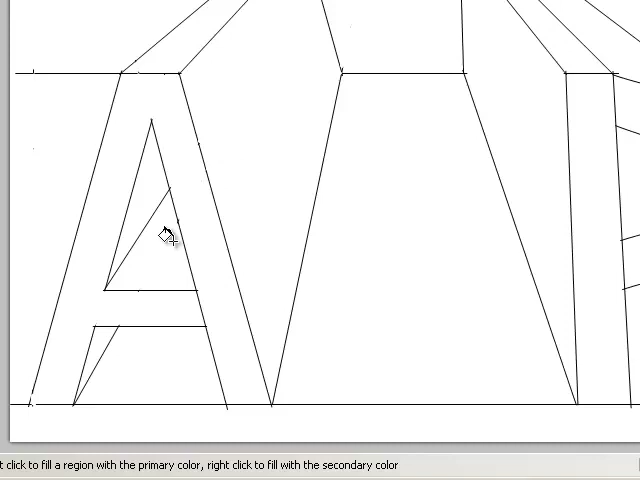 A
t click to fill a region with the primary color, right click to fill with the secondary color